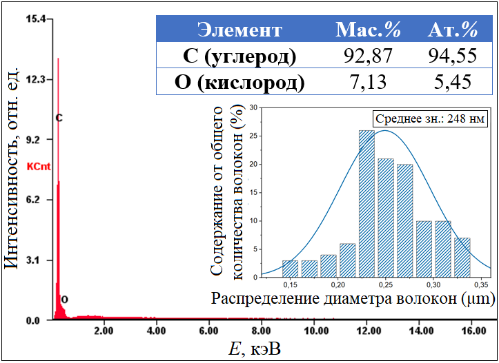 Элемент Мас.% Ат.%
C (углерод) 92,87 94,55
O (кислород) 7,13 5,45
Интенсивность, отн. ед.
15.4
12.3
9.2
KCnt
6.2
3.1
0.0
C
O
2.00 4.00 6.00 8.00 10.00 12.00 14.00 16.00
E, кэВ
Среднее зн.: 248 нм
Содержание от общего
количества волокон (%)
30
25
20
15
10
5
0
0,15 0,20 0,25 0,30 0,35
Распределение диаметра волокон (μm)